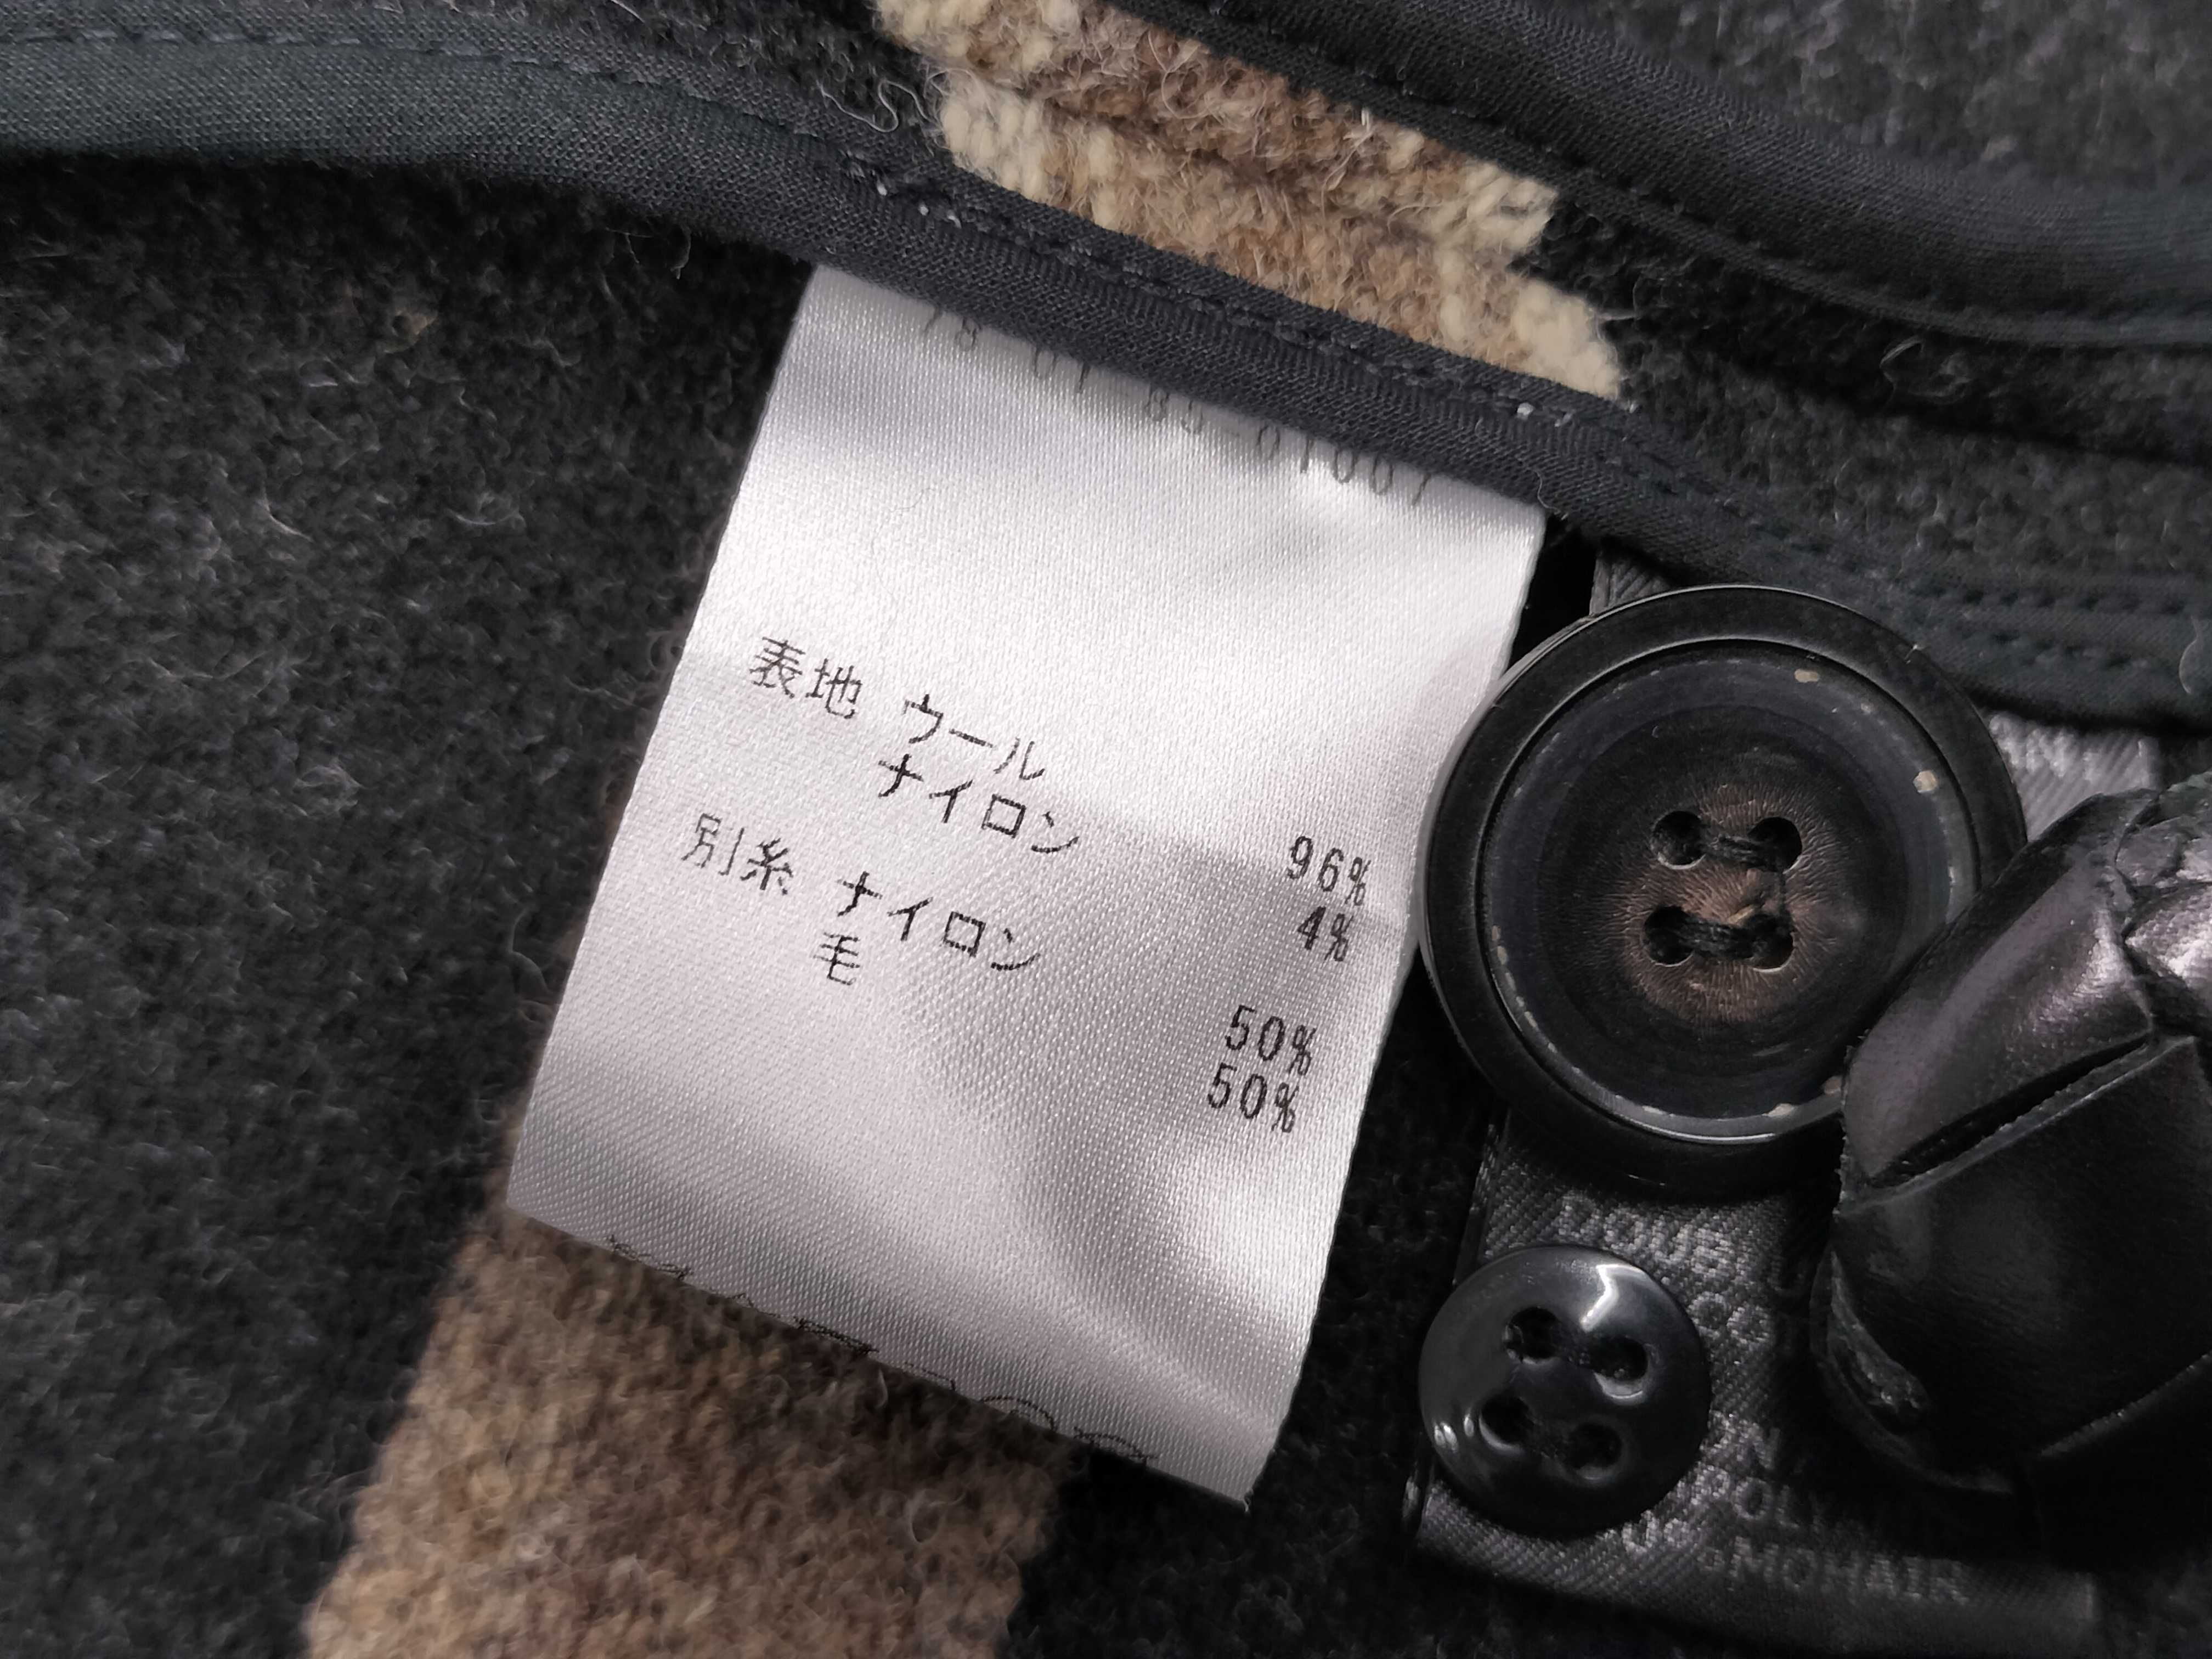 表地 ウール 96%
ナイロン 4%
別糸 ナイロン 50%
毛 50%
MOHAIR